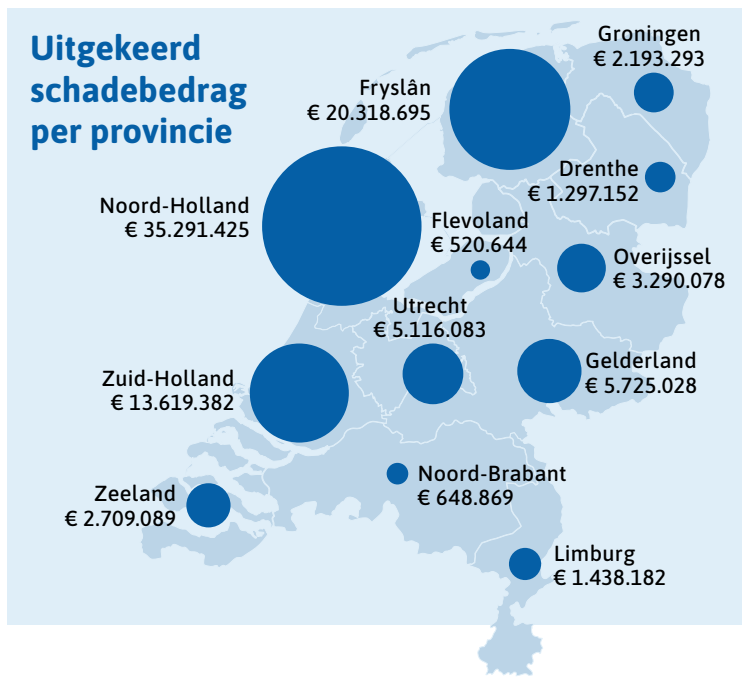 Uitgekeerd
schadebedrag
per provincie
Groningen
€ 2.193.293
Fryslân
€ 20.318.695
Drenthe
€ 1.297.152
Noord-Holland
€ 35.291.425
Flevoland
€ 520.644
Overijssel
€ 3.290.078
Utrecht
€ 5.116.083
Gelderland
€ 5.725.028
Zuid-Holland
€ 13.619.382
Noord-Brabant
€ 648.869
Zeeland
€ 2.709.089
Limburg
€ 1.438.182